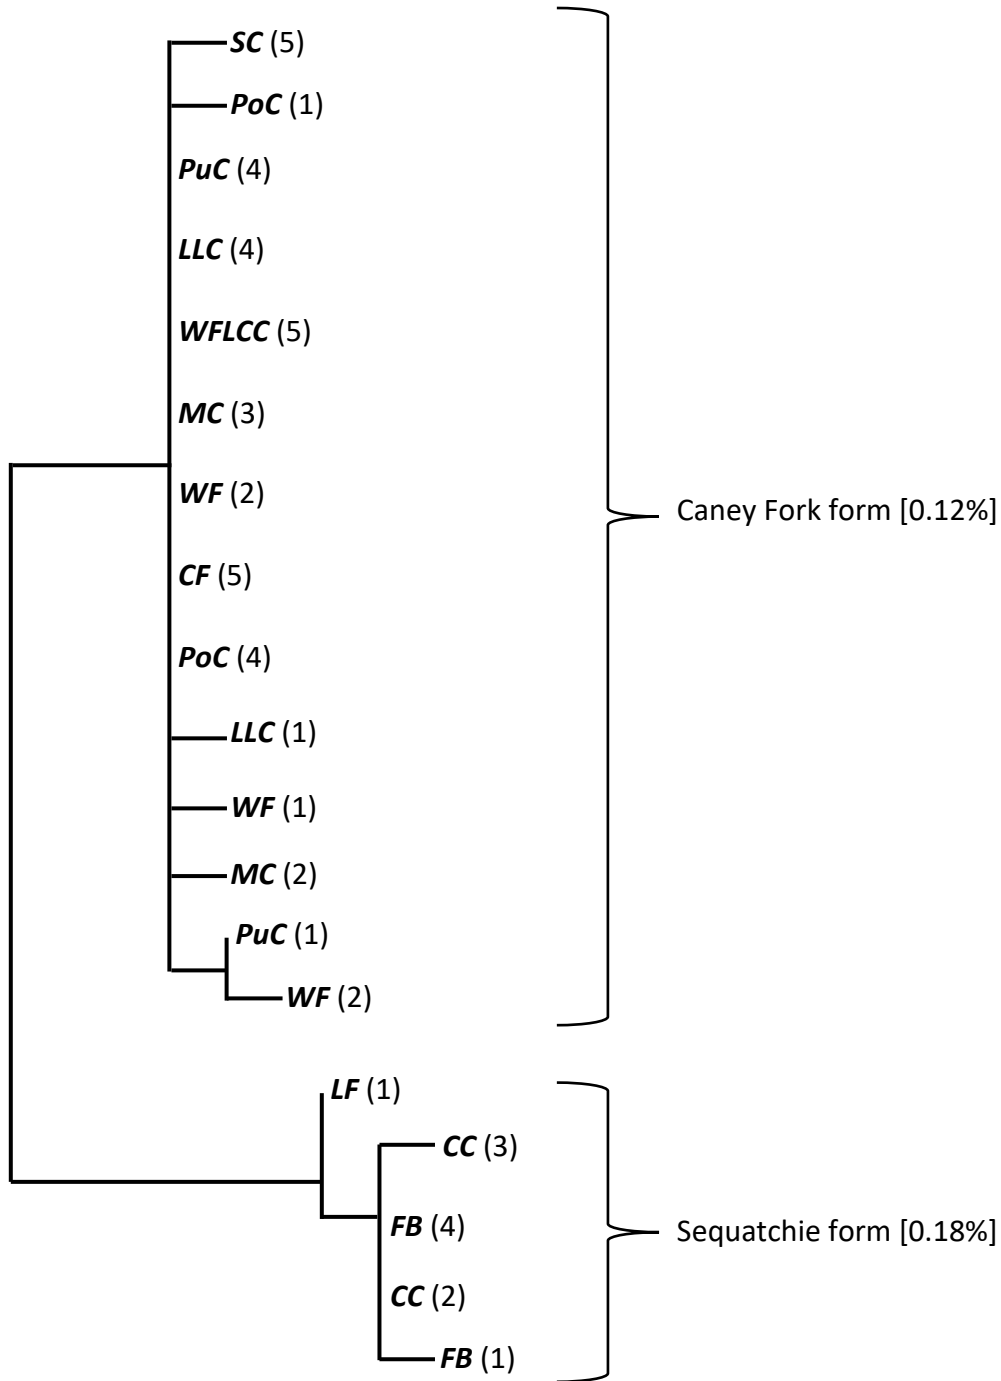 SC (5)
PoC (1)
PuC (4)
LLC (4)
WFLCC (5)
MC (3)
WF (2)
Caney Fork form [0.12%]
CF (5)
PoC (4)
LLC (1)
WF (1)
MC (2)
PuC (1)
WF (2)
LF (1)
CC (3)
FB (4)
Sequatchie form [0.18%]
CC (2)
FB (1)